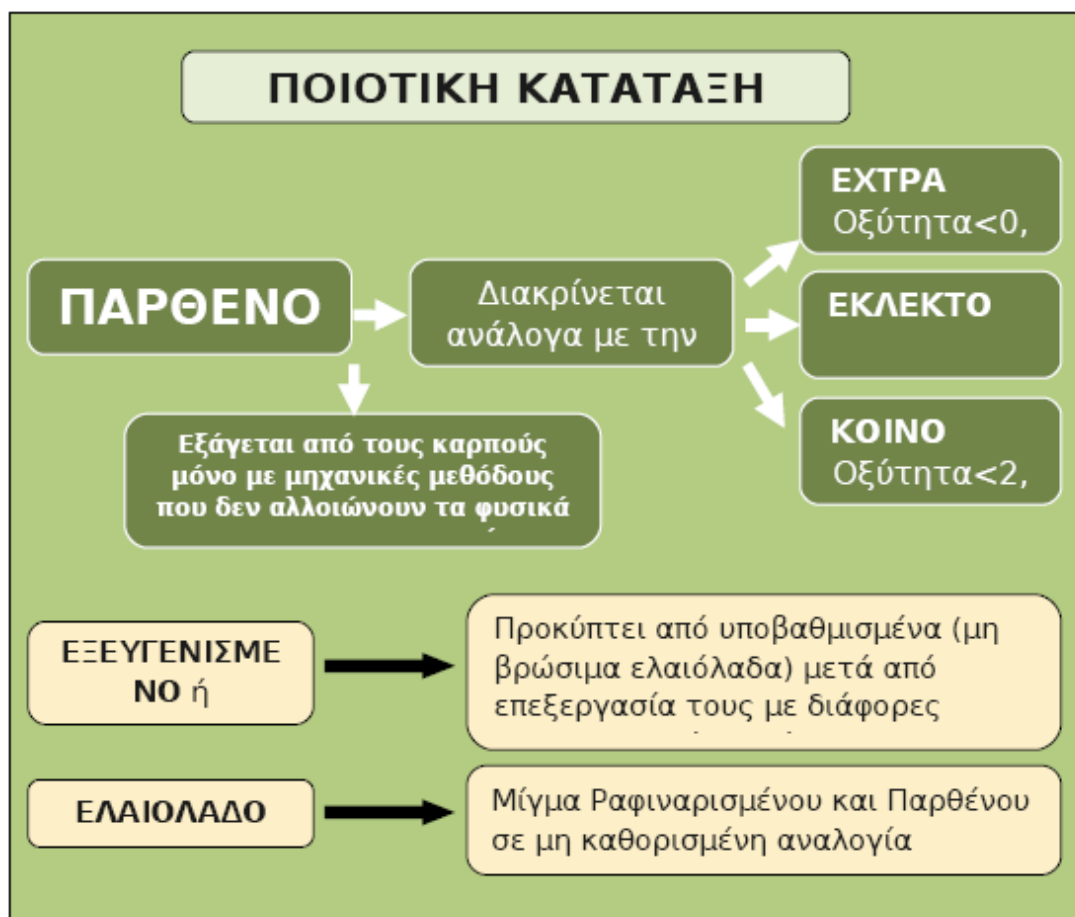 ΠΟΙΟΤΙΚΗ ΚΑΤΑΤΑΞΗ
ΠΑΡΘΕΝΟ
Διακρίνεται
ανάλογα με την
ΕΧΤΡΑ
Οξύτητα<0,
ΕΚΛΕΚΤΟ
ΚΟΙΝΟ
Οξύτητα<2,
Εξάγεται από τους καρπούς
μόνο με μηχανικές μεθόδους
που δεν αλλοιώνουν τα φυσικά
ΕΞΕΥΓΕΝΙΣΜΕ
ΝΟ ή
Προκύπτει από υποβαθμισμένα (μη
βρώσιμα ελαιόλαδα) μετά από
επεξεργασία τους με διάφορες
ΕΛΑΙΟΛΑΔΟ
Μίγμα Ραφιναρισμένου και Παρθένου
σε μη καθορισμένη αναλογία